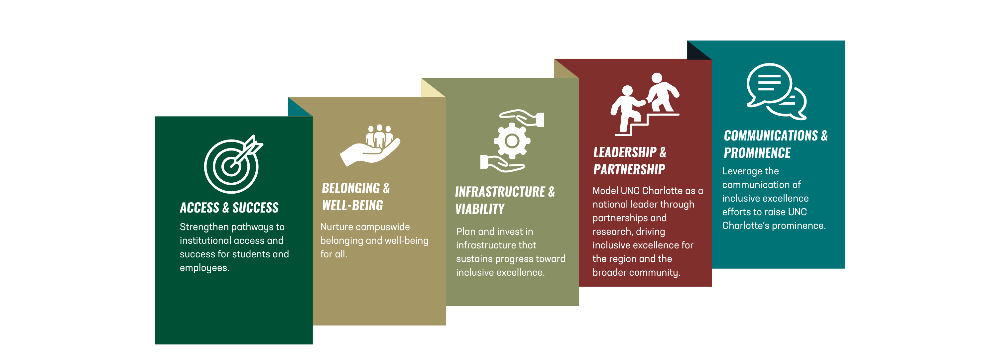 ACCESS & SUCCESS
Strengthen pathways to
institutional access and
success for students and
employees.
BELONGING &
WELL-BEING
Nurture campuswide
belonging and well-being
for all.
INFRASTRUCTURE &
VIABILITY
Plan and invest in
infrastructure that
sustains progress toward
inclusive excellence.
LEADERSHIP &
PARTNERSHIP
Model UNC Charlotte as a
national leader through
partnerships and
research, driving
inclusive excellence for
the region and the
broader community.
COMMUNICATIONS &
PROMINENCE
Leverage the
communication of
inclusive excellence
efforts to raise UNC
Charlotte’s prominence.